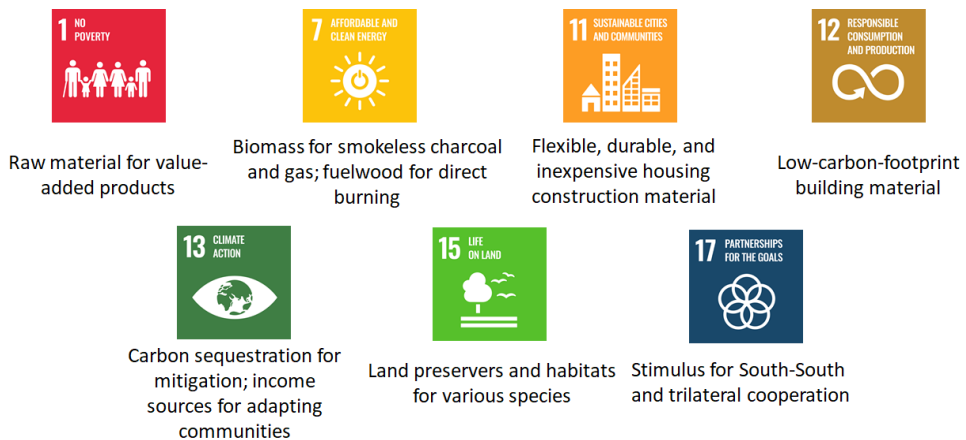 1 NO
POVERTY
7 AFFORDABLE AND
CLEAN ENERGY
11 SUSTAINABLE CITIES
AND COMMUNITIES
12 RESPONSIBLE
CONSUMPTION
AND PRODUCTION
Raw material for value-
added products
Biomass for smokeless charcoal
and gas; fuelwood for direct
burning
Flexible, durable, and
inexpensive housing
construction material
Low-carbon-footprint
building material
13 CLIMATE
ACTION
15 LIFE
ON LAND
17 PARTNERSHIPS
FOR THE GOALS
Carbon sequestration for
mitigation; income
sources for adapting
communities
Land preservers and habitats
for various species
Stimulus for South-South
and trilateral cooperation